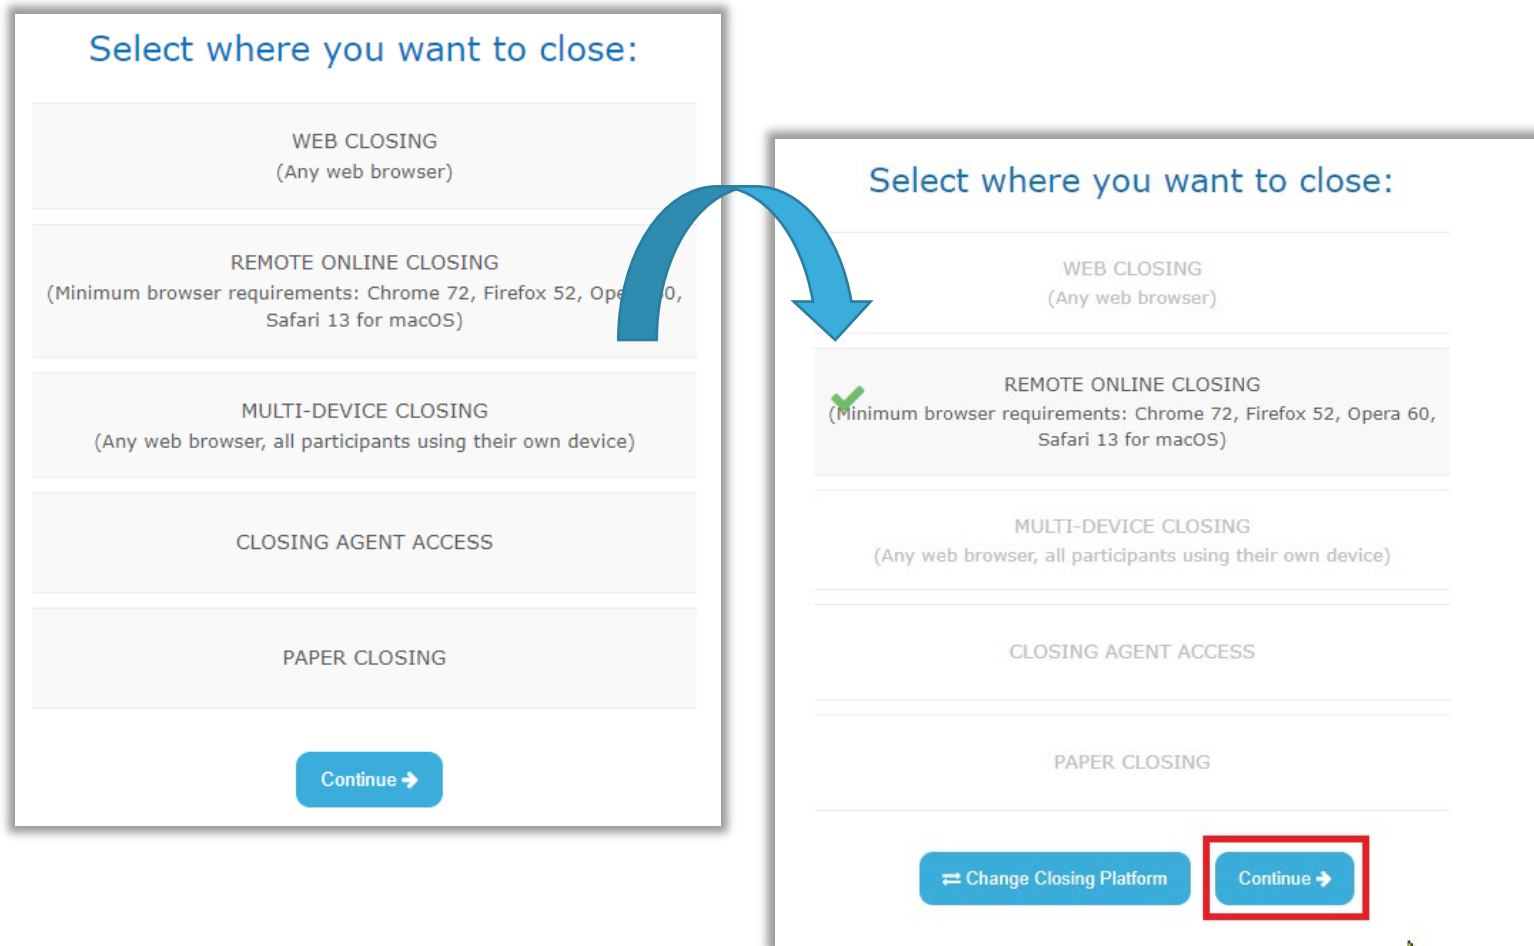 Select where you want to close:
WEB CLOSING
(Any web browser)
REMOTE ONLINE CLOSING
(Minimum browser requirements: Chrome 72, Firefox 52, Ope 0,
Safari 13 for macOS)
MULTI-DEVICE CLOSING
(Any web browser, all participants using their own device)
CLOSING AGENT ACCESS
PAPER CLOSING
Continue
Select where you want to close:
WEB CLOSING
(Any web browser)
REMOTE ONLINE CLOSING
(Minimum browser requirements: Chrome 72, Firefox 52, Opera 60,
Safari 13 for macOS)
MULTI-DEVICE CLOSING
(Any web browser, all participants using their own device)
CLOSING AGENT ACCESS
PAPER CLOSING
Change Closing Platform
Continue